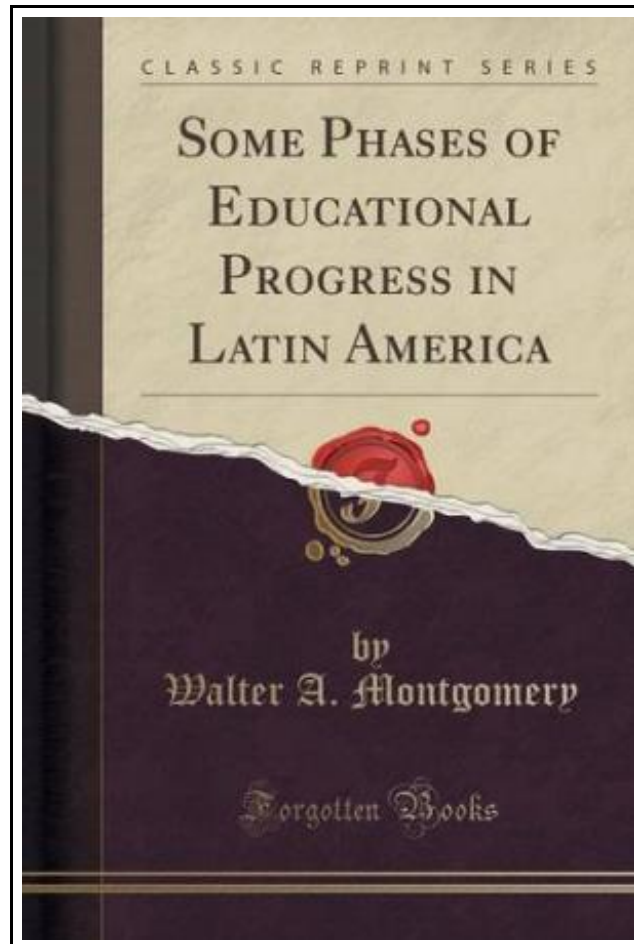 CLASSIC REPRINT SERIES
SOME PHASES OF
EDUCATIONAL
PROGRESS IN
LATIN AMERICA
by
Walter A. Montgomery
Forgotten Books